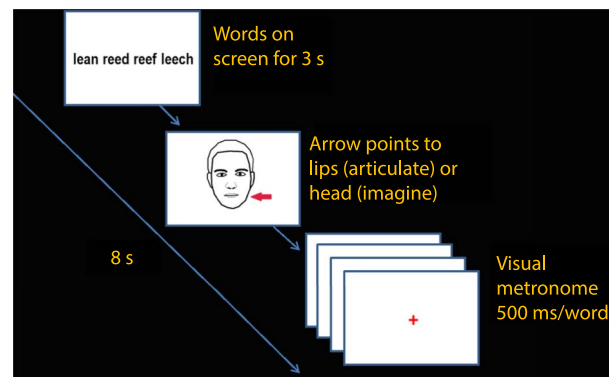 lean reed reef leech
Words on
screen for 3 s
Arrow points to
lips (articulate) or
head (imagine)
8 s
Visual
metronome
500 ms/word